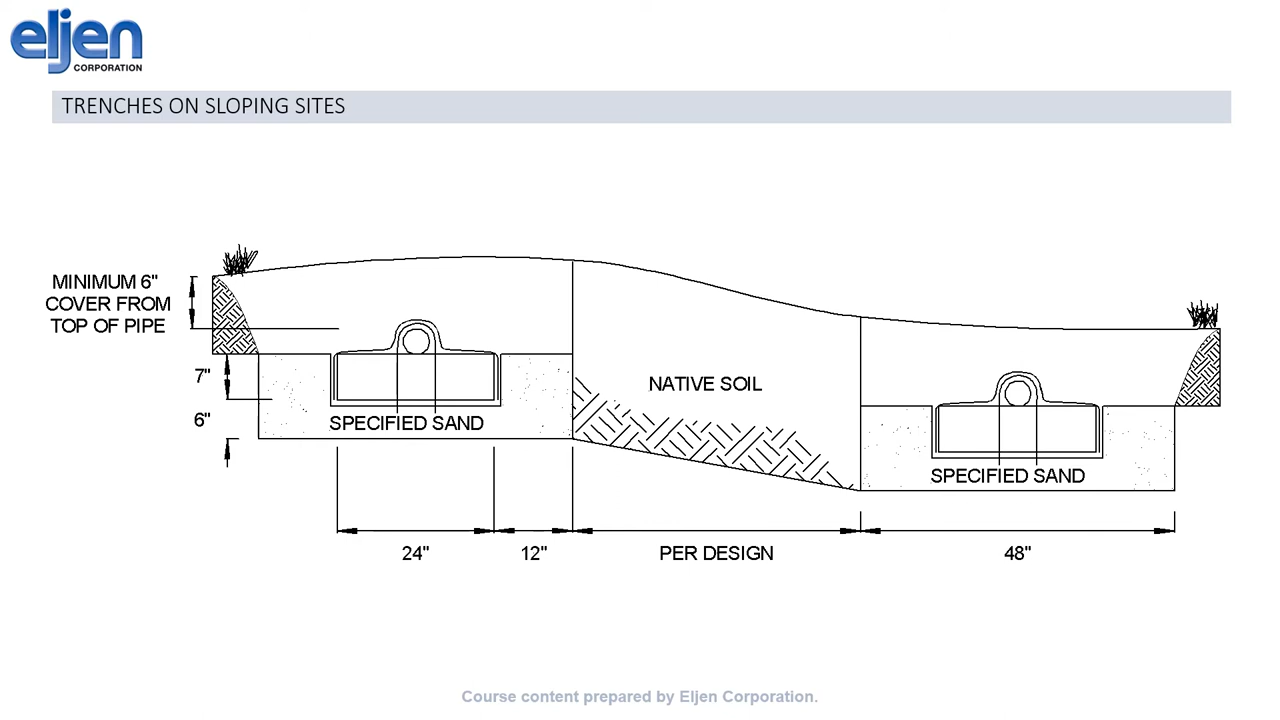 eljen
CORPORATION
TRENCHES ON SLOPING SITES
MINIMUM 6"
COVER FROM
TOP OF PIPE
7"
6"
SPECIFIED SAND
NATIVE SOIL
SPECIFIED SAND
24"
12"
PER DESIGN
48"
Course content prepared by Eljen Corporation.